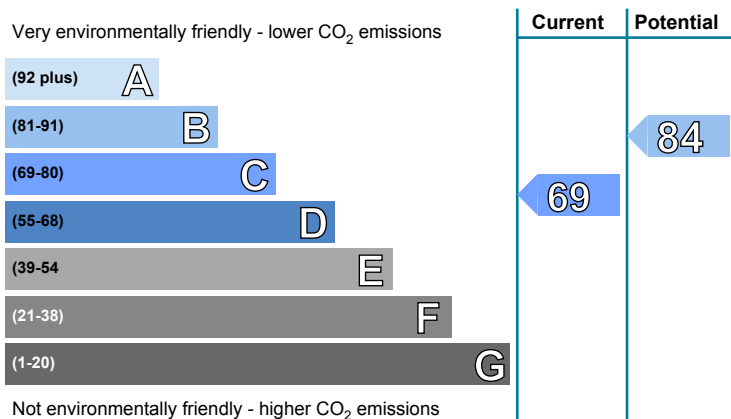 Very environmentally friendly - lower CO2 emissions
Current
Potential
(92 plus) A
(81-91) B
84
(69-80) C
69
(55-68) D
(39-54 E
(21-38) F
(1-20) G
Not environmentally friendly - higher CO2 emissions